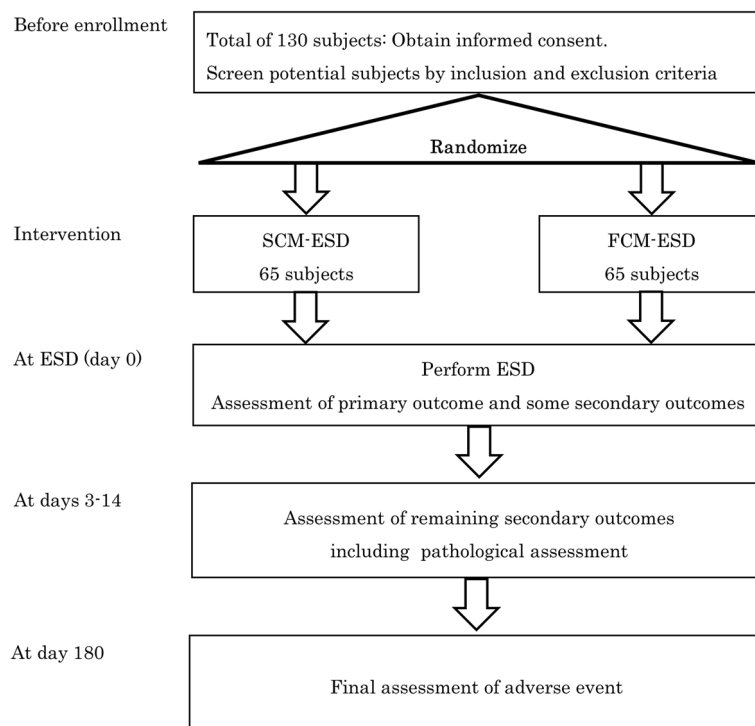 Before enrollment
Total of 130 subjects: Obtain informed consent.
Screen potential subjects by inclusion and exclusion criteria
Randomize
Intervention
SCM-ESD
65 subjects
FCM-ESD
65 subjects
At ESD (day 0)
Perform ESD
Assessment of primary outcome and some secondary outcomes
At days 3-14
Assessment of remaining secondary outcomes
including pathological assessment
At day 180
Final assessment of adverse event